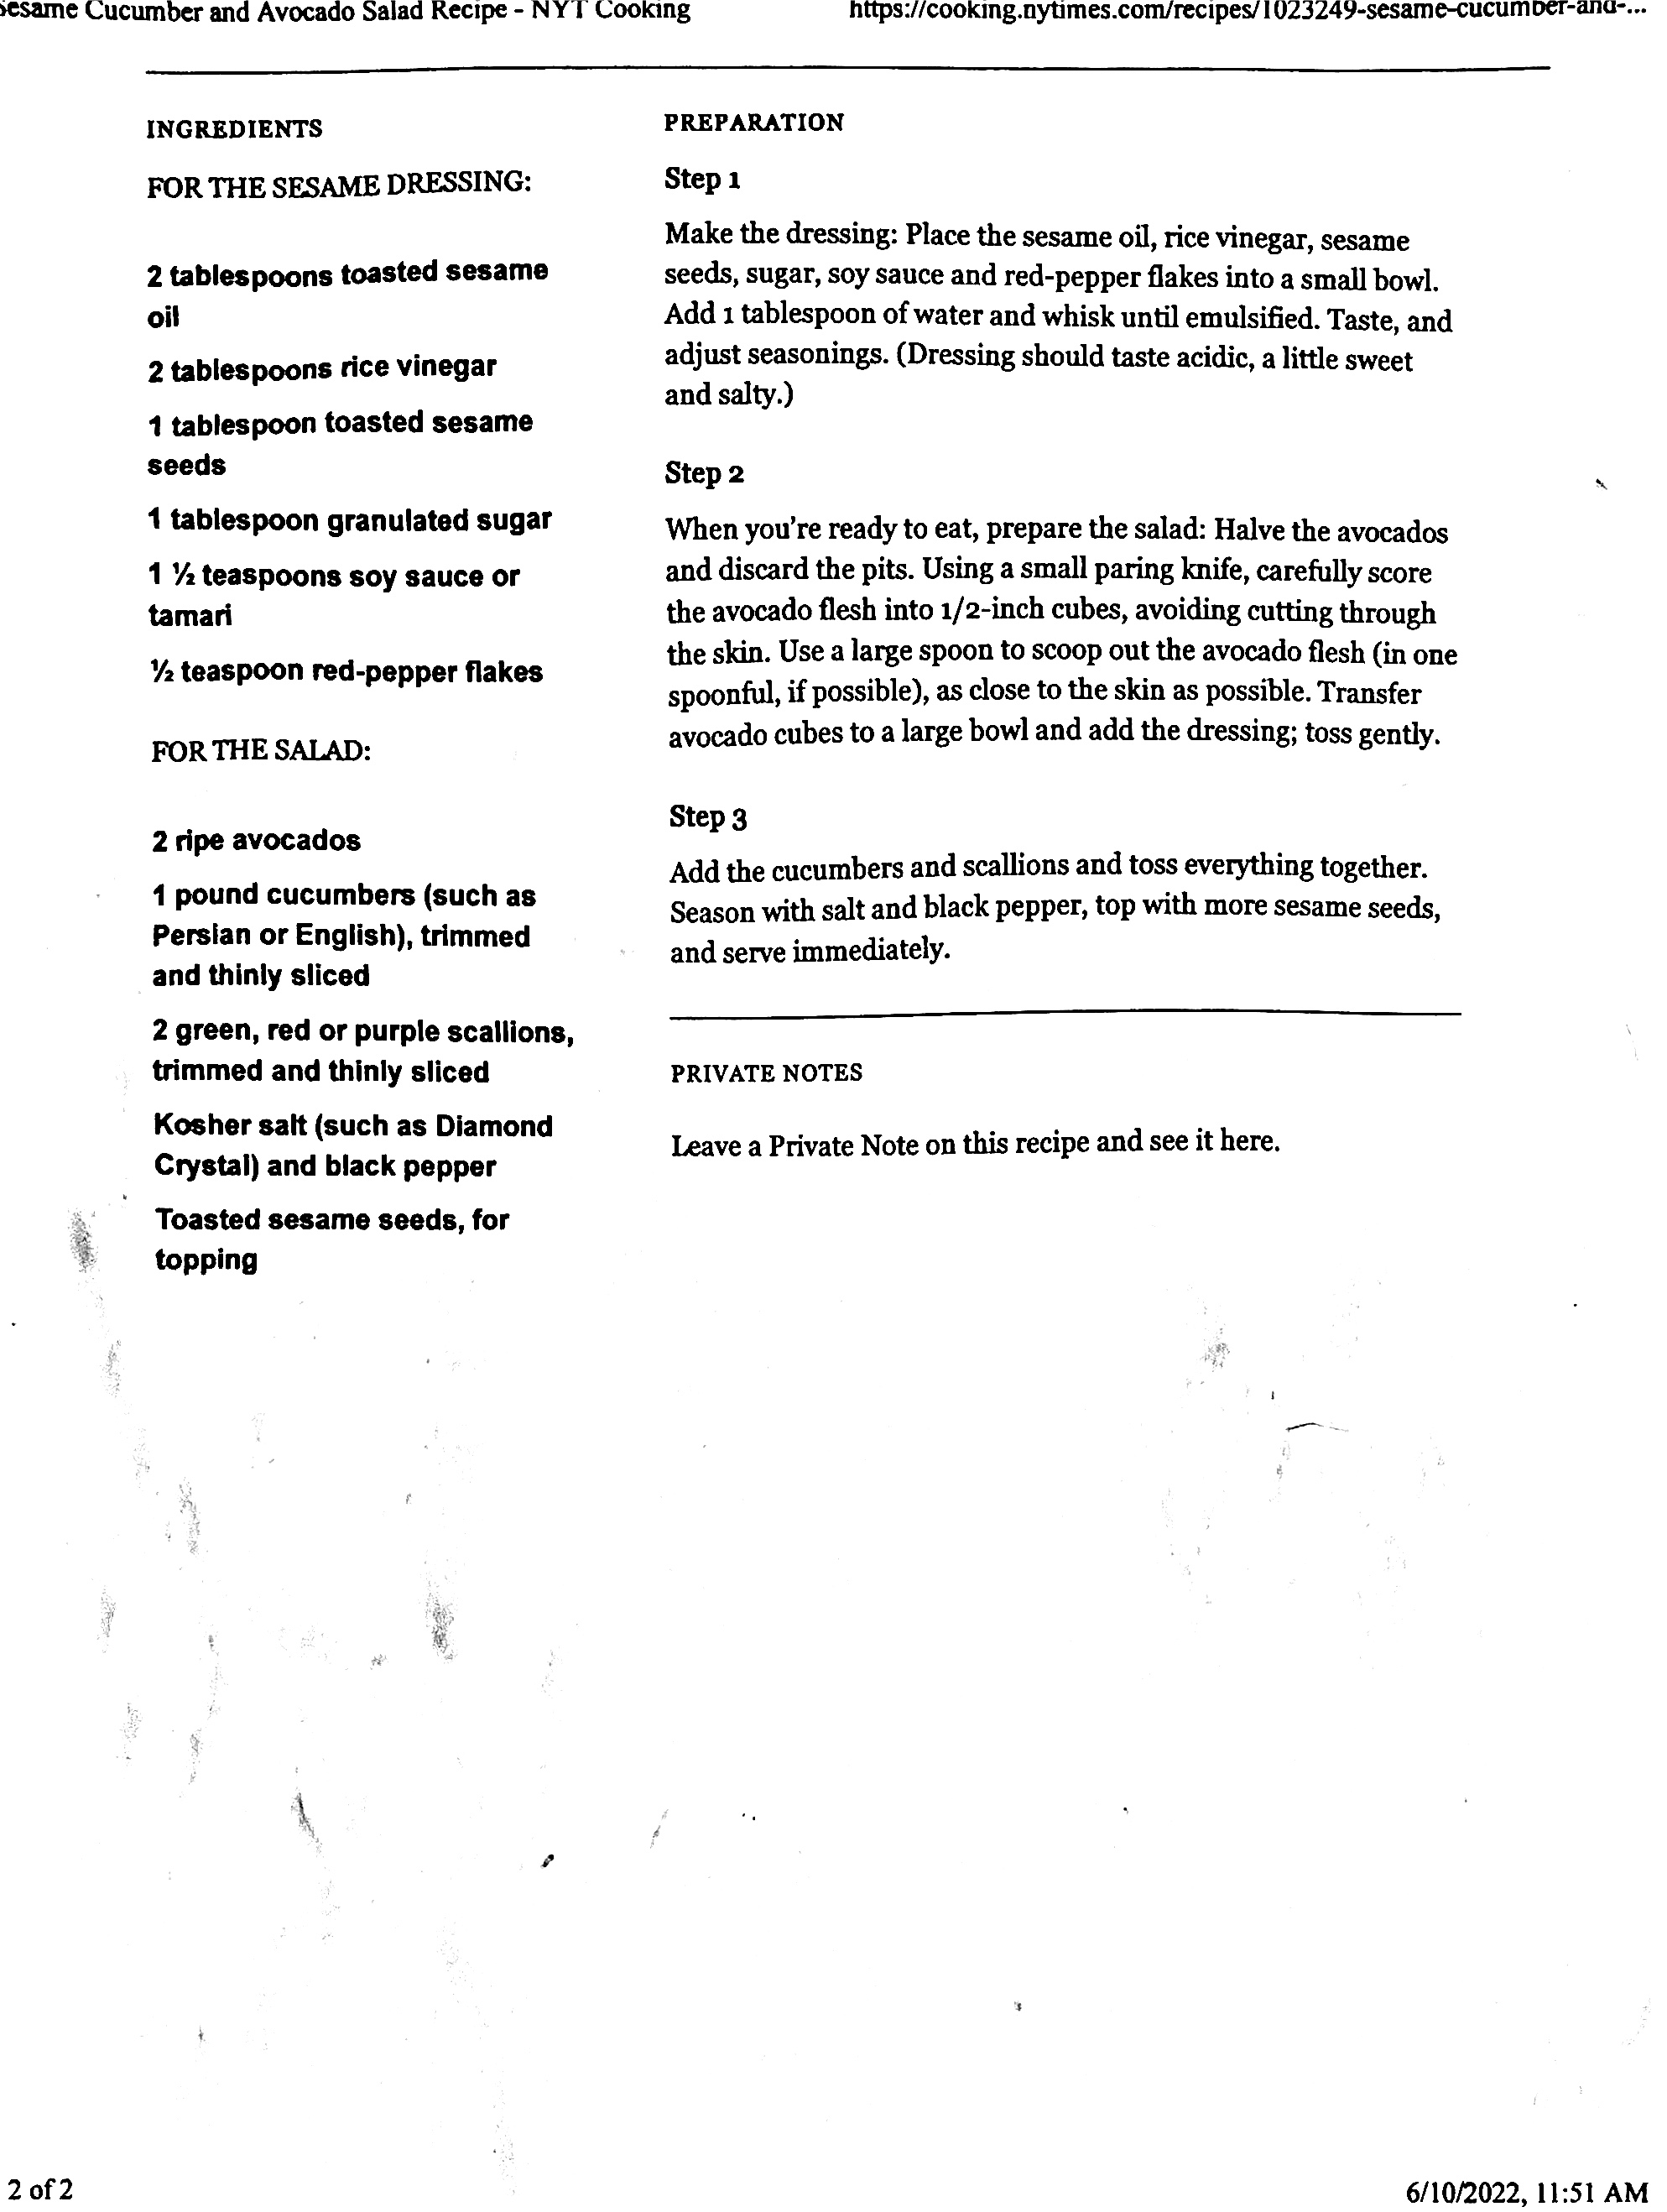 Sesame Cucumber and Avocado Salad Recipe - NYT Cooking
https://cooking.nytimes.com/recipes/1023249-sesame-cucumber-and-...
INGREDIENTS
FOR THE SESAME DRESSING:
2 tablespoons toasted sesame
oil
2 tablespoons rice vinegar
1 tablespoon toasted sesame
seeds
1 tablespoon granulated sugar
1 ½ teaspoons soy sauce or
tamari
½ teaspoon red-pepper flakes
FOR THE SALAD:
2 ripe avocados
1 pound cucumbers (such as
Persian or English), trimmed
and thinly sliced
2 green, red or purple scallions,
trimmed and thinly sliced
Kosher salt (such as Diamond
Crystal) and black pepper
Toasted sesame seeds, for
topping
PREPARATION
Step 1
Make the dressing: Place the sesame oil, rice vinegar, sesame
seeds, sugar, soy sauce and red-pepper flakes into a small bowl.
Add 1 tablespoon of water and whisk until emulsified. Taste, and
adjust seasonings. (Dressing should taste acidic, a little sweet
and salty.)
Step 2
When you're ready to eat, prepare the salad: Halve the avocados
and discard the pits. Using a small paring knife, carefully score
the avocado flesh into 1/2-inch cubes, avoiding cutting through
the skin. Use a large spoon to scoop out the avocado flesh (in one
spoonful, if possible), as close to the skin as possible. Transfer
avocado cubes to a large bowl and add the dressing; toss gently.
Step 3
Add the cucumbers and scallions and toss everything together.
Season with salt and black pepper, top with more sesame seeds,
and serve immediately.
PRIVATE NOTES
Leave a Private Note on this recipe and see it here.
2 of 2
6/10/2022, 11:51 AM